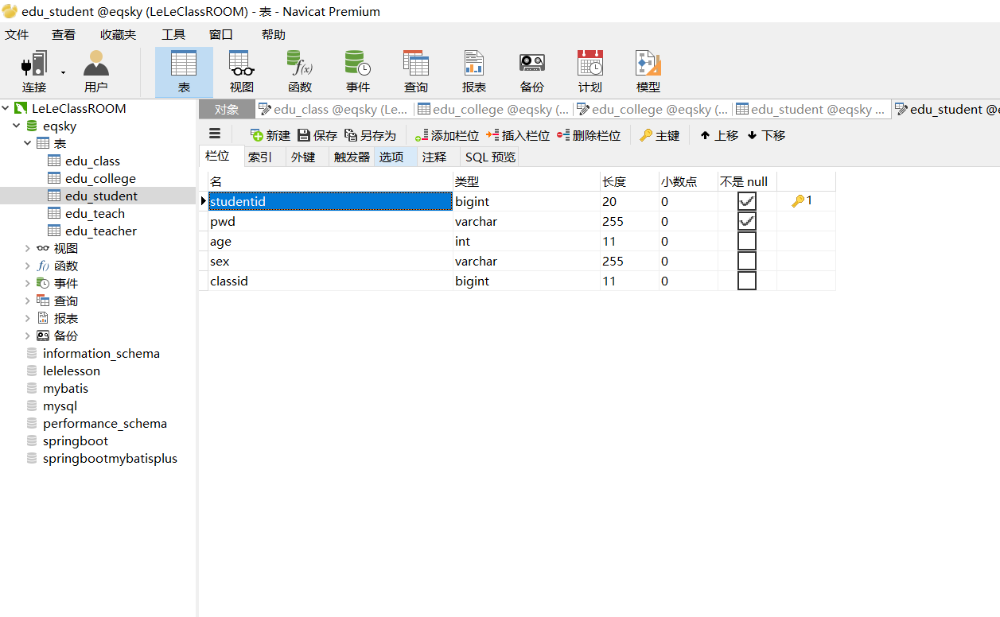 edu_student @eqsky (LeLeClassROOM) - 表 - Navicat Premium
文件 查看 收藏夹 工具 窗口 帮助
连接 用户 表 视图 函数 事件 查询 报表 备份 计划 模型
LeLeClassROOM
eqsky
表
edu_class
edu_college
edu_student
edu_teach
edu_teacher
视图
函数
事件
查询
报表
备份
information_schema
lelelesson
mybatis
mysql
performance_schema
springboot
springbootmybatisplus
对象 edu_class @eqsky (Le... edu_college @eqsky (... edu_college @eqsky (... edu_student @eqsky ... edu_student @e
新建 保存 另存为 添加栏位 插入栏位 删除栏位 主键 上移 下移
栏位 索引 外键 触发器 选项 注释 SQL 预览
名 类型 长度 小数点 不是 null
studentid bigint 20 0 1
pwd varchar 255 0
age int 11 0
sex varchar 255 0
classid bigint 11 0